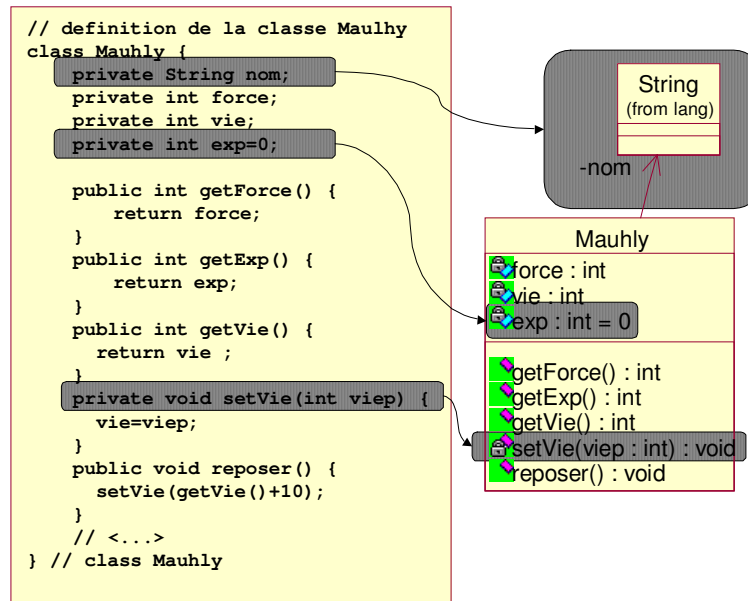 // definition de la classe Maulhy
class Mauhly {
private String nom;
private int force;
private int vie;
private int exp=0;
public int getForce() {
return force;
}
public int getExp() {
return exp;
}
public int getVie() {
return vie ;
}
private void setVie(int viep) {
vie=viep;
}
public void reposer() {
setVie(getVie()+10);
}
// <...>
} // class Mauhly
String
(from lang)
-nom
Mauhly
force : int
vie : int
exp : int = 0
getForce() : int
getExp() : int
getVie() : int
setVie(viep : int) : void
reposer() : void